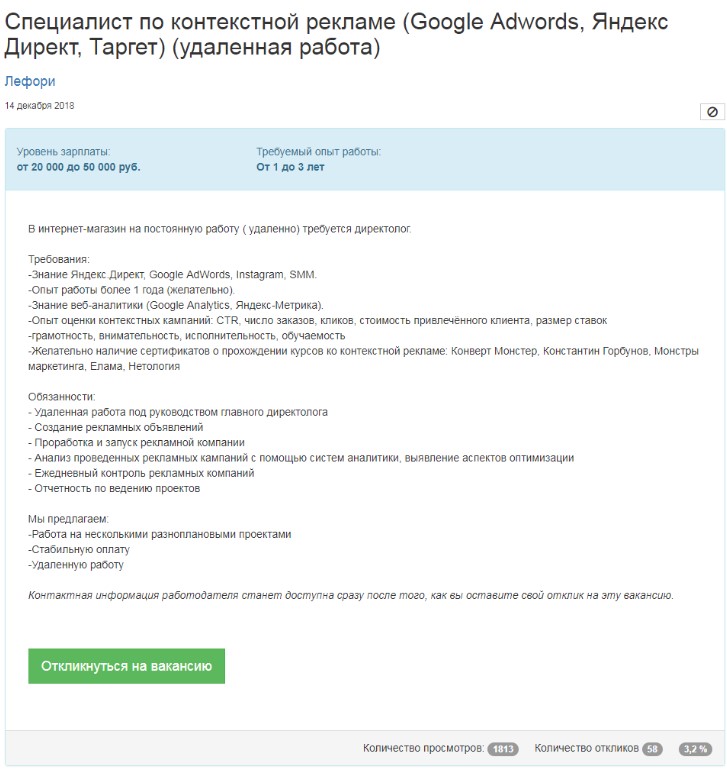 Специалист по контекстной рекламе (Google Adwords, Яндекс
Директ, Таргет) (удаленная работа)
Лефори
14 декабря 2018
Уровень зарплаты:
от 20 000 до 50 000 руб.
Требуемый опыт работы:
От 1 до 3 лет
В интернет-магазин на постоянную работу ( удаленно) требуется директолог.
Требования:
-Знание Яндекс.Директ, Google AdWords, Instagram, SMM.
-Опыт работы более 1 года (желательно).
-Знание веб-аналитики (Google Analytics, Яндекс-Метрика).
-Опыт оценки контекстных кампаний: CTR, число заказов, кликов, стоимость привлечённого клиента, размер ставок
-грамотность, внимательность, исполнительность, обучаемость
-Желательно наличие сертификатов о прохождении курсов ко контекстной рекламе: Конверт Монстер, Константин Горбунов, Монстры
маркетинга, Елама, Нетология
Обязанности:
- Удаленная работа под руководством главного директолога
- Создание рекламных объявлений
- Проработка и запуск рекламной компании
- Анализ проведенных рекламных кампаний с помощью систем аналитики, выявление аспектов оптимизации
- Ежедневный контроль рекламных компаний
- Отчетность по ведению проектов
Мы предлагаем:
-Работа на несколькими разноплановыми проектами
-Стабильную оплату
-Удаленную работу
Контактная информация работодателя станет доступна сразу после того, как вы оставите свой отклик на эту вакансию.
Откликнуться на вакансию
Количество просмотров: 1813 Количество откликов 58 3,2 %